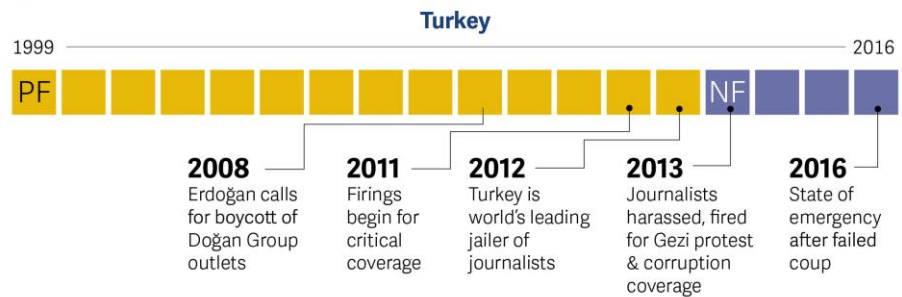 Turkey
1999 2016
PF NF
2008
Erdoğan calls
for boycott of
Doğan Group
outlets
2011
Firings
begin for
critical
coverage
2012
Turkey is
world's leading
jailer of
journalists
2013
Journalists
harassed, fired
for Gezi protest
& corruption
coverage
2016
State of
emergency
after failed
coup